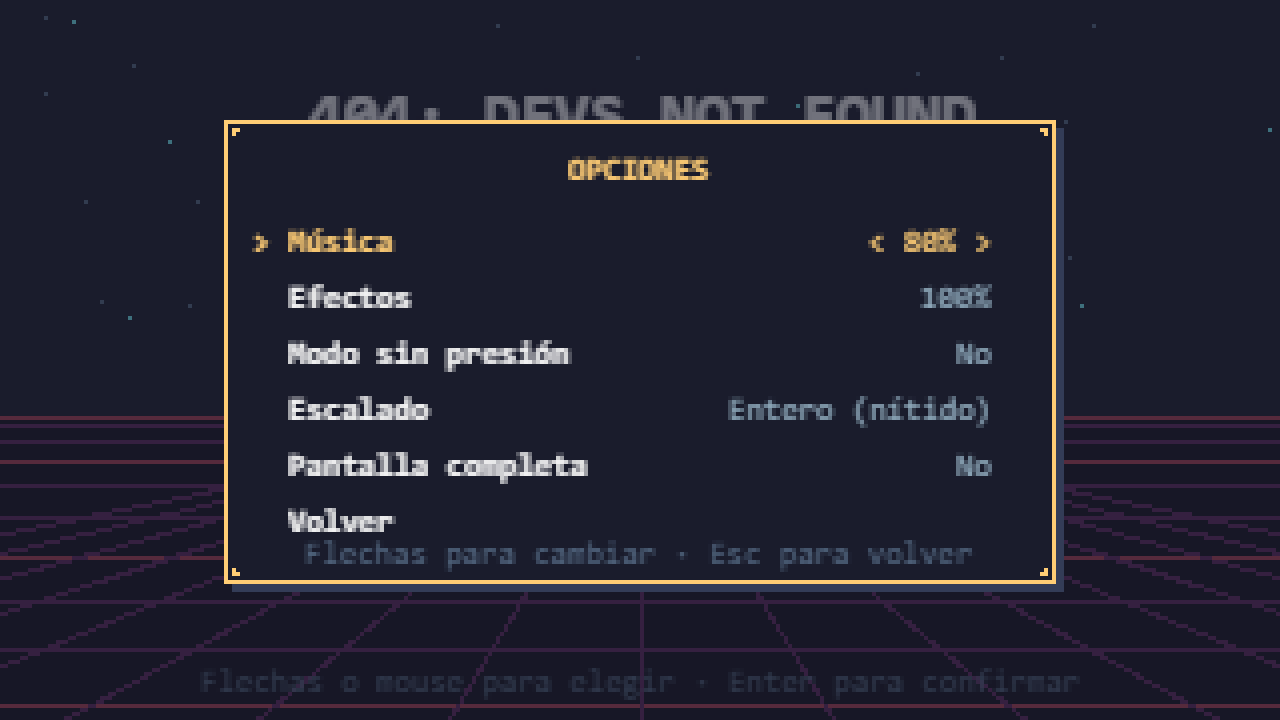 404: DEVS NOT FOUND
OPCIONES
> Música < 80% >
Efectos 100%
Modo sin presión No
Escalado Entero (nítido)
Pantalla completa No
Volver
Flechas para cambiar · Esc para volver
Flechas o mouse para elegir · Enter para confirmar